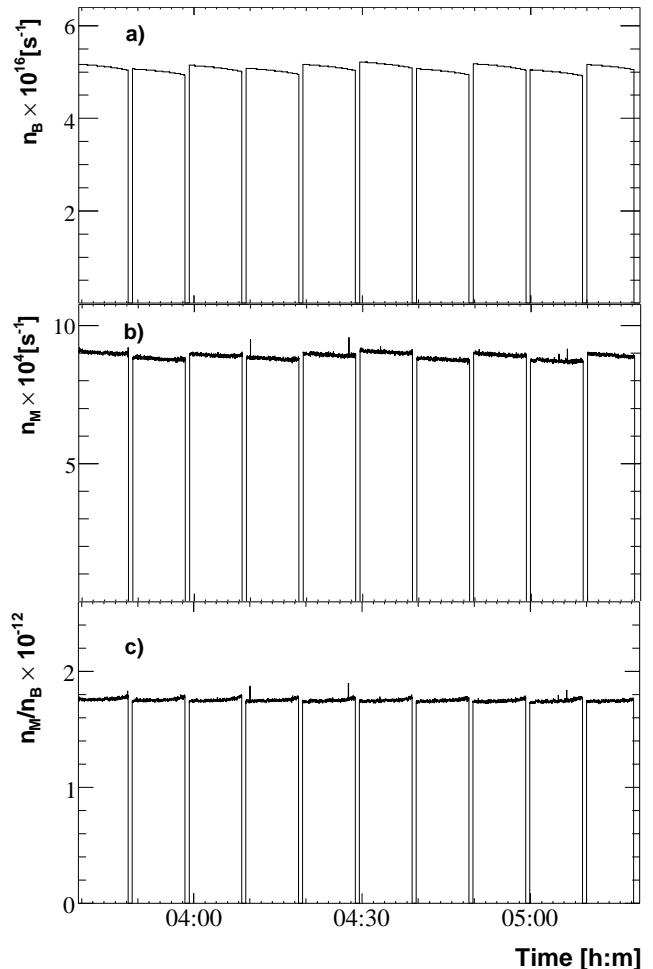 6
a)
4
2
n_B × 10^16 [s^-1]
10
b)
5
n_M × 10^4 [s^-1]
c)
2
1
0
n_M/n_B × 10^-12
04:00 04:30 05:00
Time [h:m]